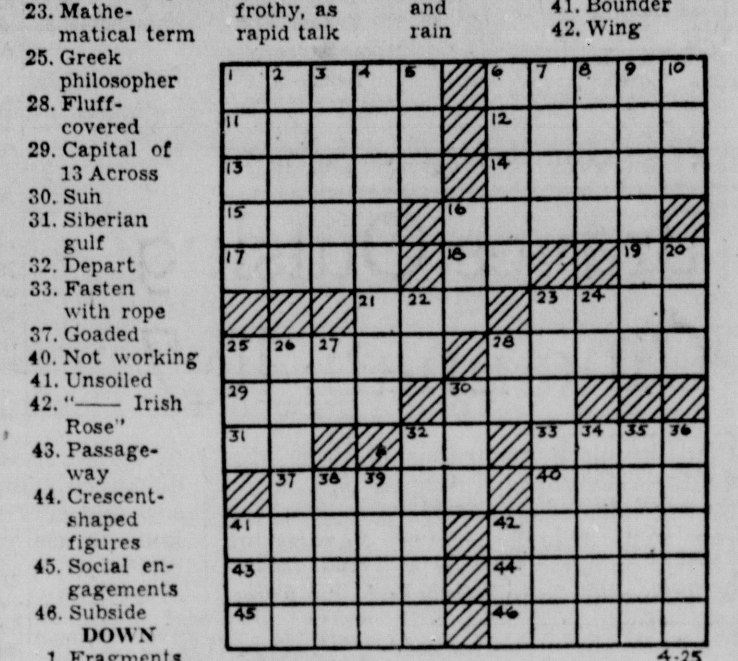 23. Mathe-
matical term
25. Greek
philosopher
28. Fluff-
covered
29. Capital of
13 Across
30. Sun
31. Siberian
gulf
32. Depart
33. Fasten
with rope
37. Goaded
40. Not working
41. Unsoiled
42. "—— Irish
Rose"
43. Passage-
way
44. Crescent-
shaped
figures
45. Social en-
gagements
46. Subside
DOWN
1. Fragments
frothy, as
rapid talk
and
rain
41. Bounder
42. Wing
1 2 3 4 5 6 7 8 9 10
11 12
13 14
15 16
17 18 19 20
21 22 23 24
25 26 27 28
29 30
31 32 33 34 35 36
37 38 39 40
41 42
43 44
45 46
4-25